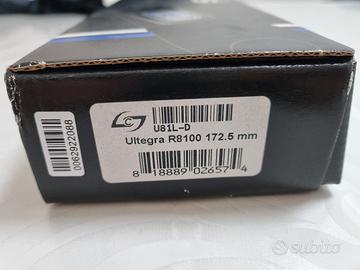 U81L-D
Ultegra R8100 172.5 mm
8 18889 02657 4
0062922088
subito